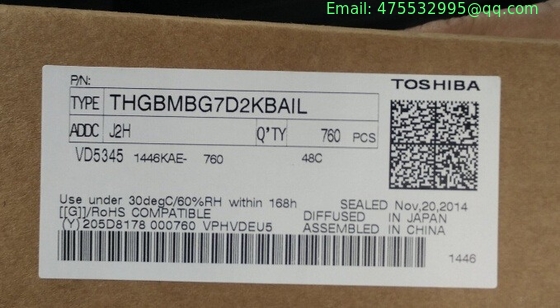 Email: 475532995@qq.com
P/N:
TOSHIBA
TYPE THGBMBG7D2KBAIL
ADDC J2H Q'TY 760 PCS
VD5345 1446KAE- 760 48C
Use under 30degC/60%RH within 168h
SEALED Nov,20,2014
[[G]]/RoHS COMPATIBLE
DIFFUSED IN JAPAN
(Y) 205D8178 000760 VPHVDEU5
ASSEMBLED IN CHINA
1446